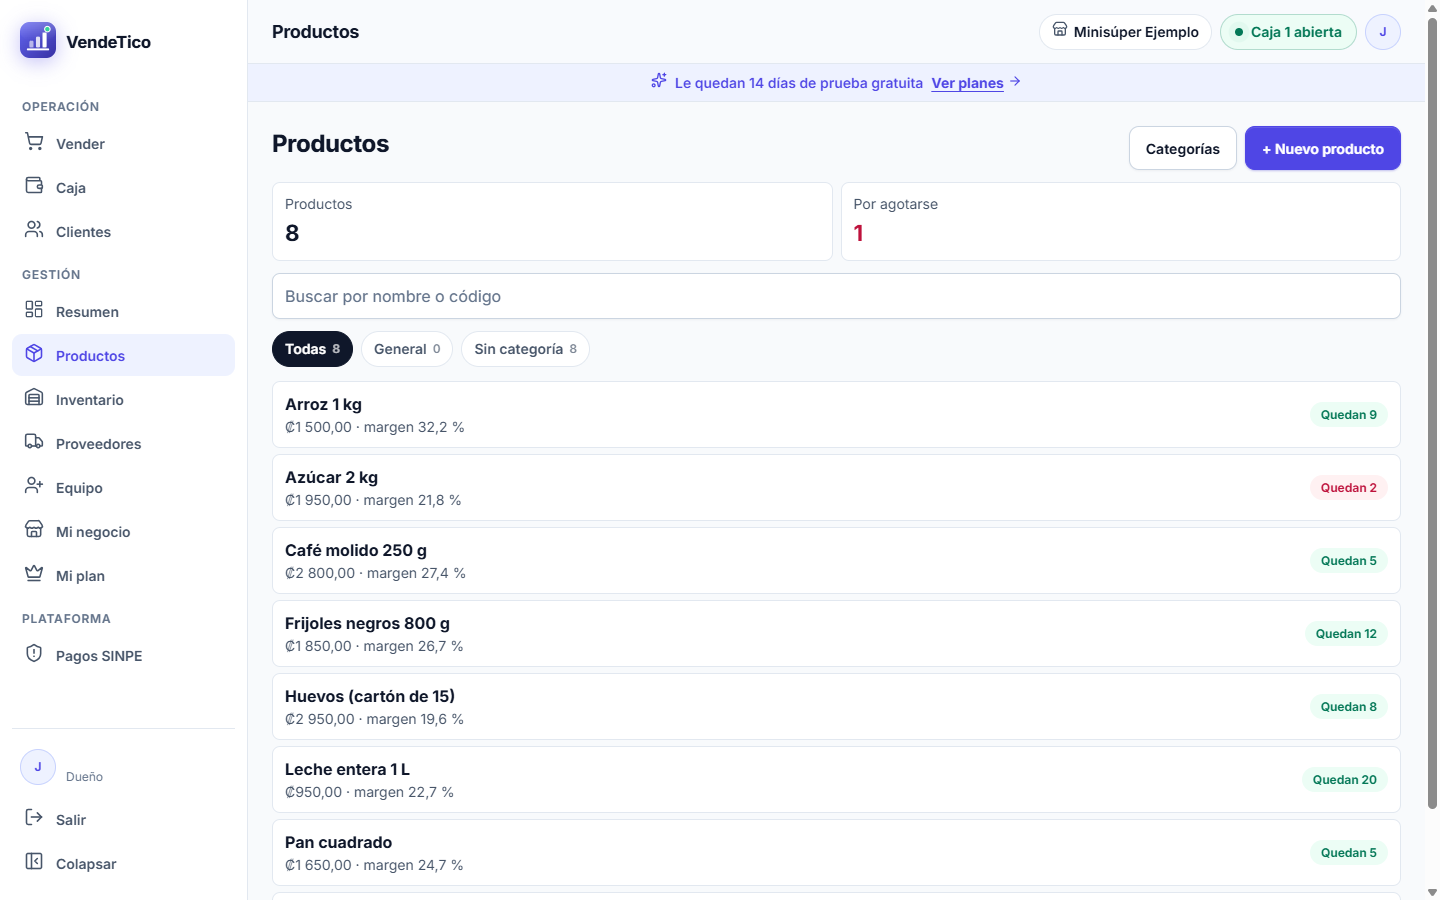 VendeTico
OPERACIÓN
Vender
Caja
Clientes
GESTIÓN
Resumen
Productos
Inventario
Proveedores
Equipo
Mi negocio
Mi plan
PLATAFORMA
Pagos SINPE
J
Dueño
Salir
Colapsar
Productos
Minisúper Ejemplo
Caja 1 abierta
J
Le quedan 14 días de prueba gratuita Ver planes →
Productos
Categorías
+ Nuevo producto
Productos
8
Por agotarse
1
Buscar por nombre o código
Todas 8
General 0
Sin categoría 8
Arroz 1 kg
₡1 500,00 · margen 32,2 %
Quedan 9
Azúcar 2 kg
₡1 950,00 · margen 21,8 %
Quedan 2
Café molido 250 g
₡2 800,00 · margen 27,4 %
Quedan 5
Frijoles negros 800 g
₡1 850,00 · margen 26,7 %
Quedan 12
Huevos (cartón de 15)
₡2 950,00 · margen 19,6 %
Quedan 8
Leche entera 1 L
₡950,00 · margen 22,7 %
Quedan 20
Pan cuadrado
₡1 650,00 · margen 24,7 %
Quedan 5